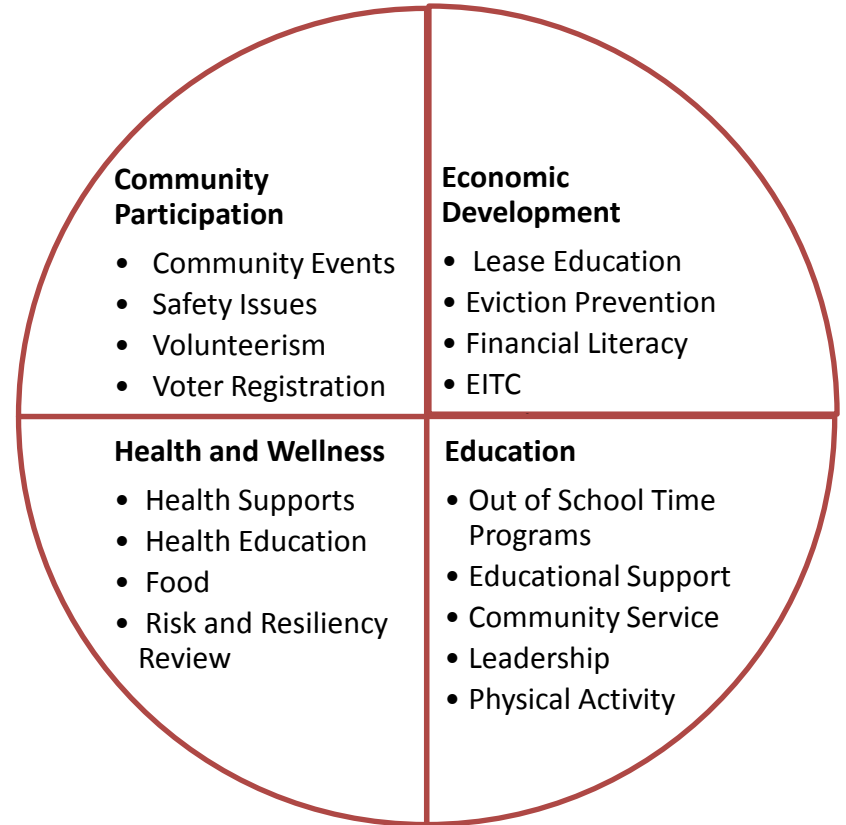 Community
Participation
• Community Events
• Safety Issues
• Volunteerism
• Voter Registration
Economic
Development
• Lease Education
• Eviction Prevention
• Financial Literacy
• EITC
Health and Wellness
• Health Supports
• Health Education
• Food
• Risk and Resiliency
Review
Education
• Out of School Time
Programs
• Educational Support
• Community Service
• Leadership
• Physical Activity